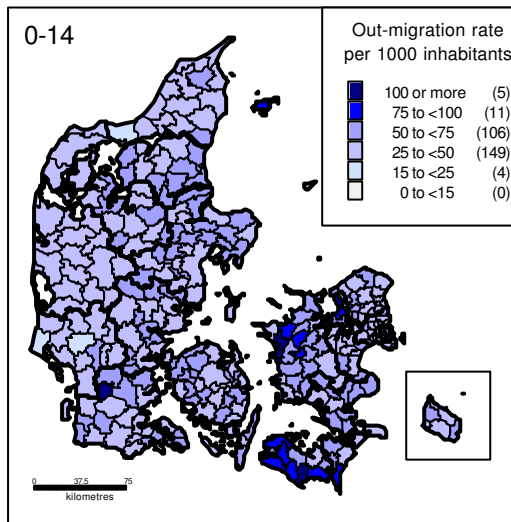 0-14
Out-migration rate
per 1000 inhabitants
100 or more (5)
75 to <100 (11)
50 to <75 (106)
25 to <50 (149)
15 to <25 (4)
0 to <15 (0)
0 37.5 75
kilometres